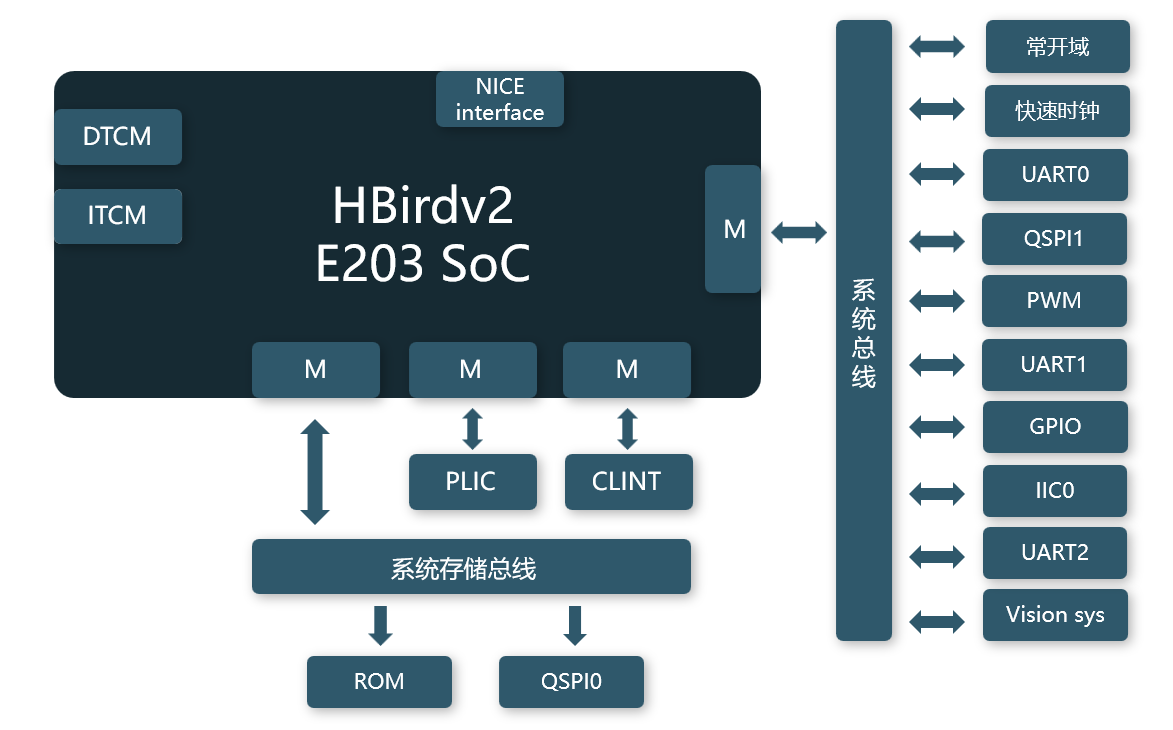 NICE
interface
DTCM
ITCM
HBirdv2
E203 SoC
M
M
M
M
PLIC
CLINT
系统存储总线
ROM
QSPI0
系统总线
常开域
快速时钟
UART0
QSPI1
PWM
UART1
GPIO
IIC0
UART2
Vision sys